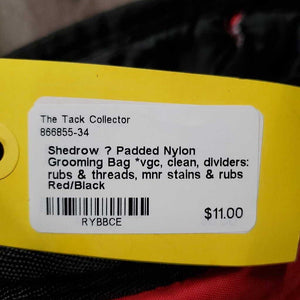 The Tack Collector
866855-34
Shedrow ? Padded Nylon
Grooming Bag *vgc, clean, dividers:
rubs & threads, mnr stains & rubs
Red/Black
$11.00
RYBBCE